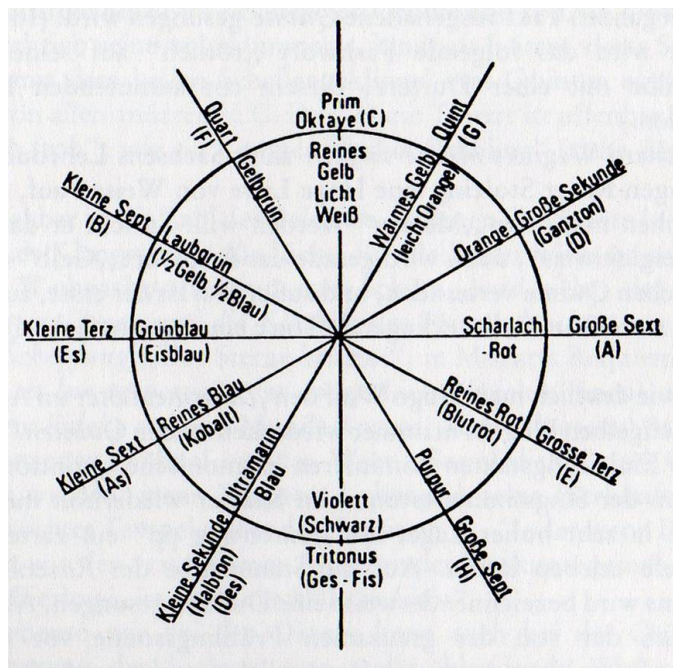 Prim
Oktave (C)
Reines
Gelb
Licht
Weiß
Quint
(G)
Warmes Gelb
(leicht Orange)
Große Sekunde
(Ganzton)
(D)
Orange
Große Sext
(A)
Scharlach
-Rot
Grosse Terz
(E)
Reines Rot
(Blutrot)
Große Sext
(H)
Purpur
Violett
(Schwarz)
Tritonus
(Ges - Fis)
Kleine Sekunde
(Halbton)
(Des)
Ultramarin-
blau
Kleine Sext
(As)
Reines Blau
(Kobalt)
Kleine Terz
(Es)
Grünblau
(Eisblau)
Kleine Sept
(B)
Laubgrün
(1½ Gelb, ½ Blau)
Quart
(F)
Gelbgrün